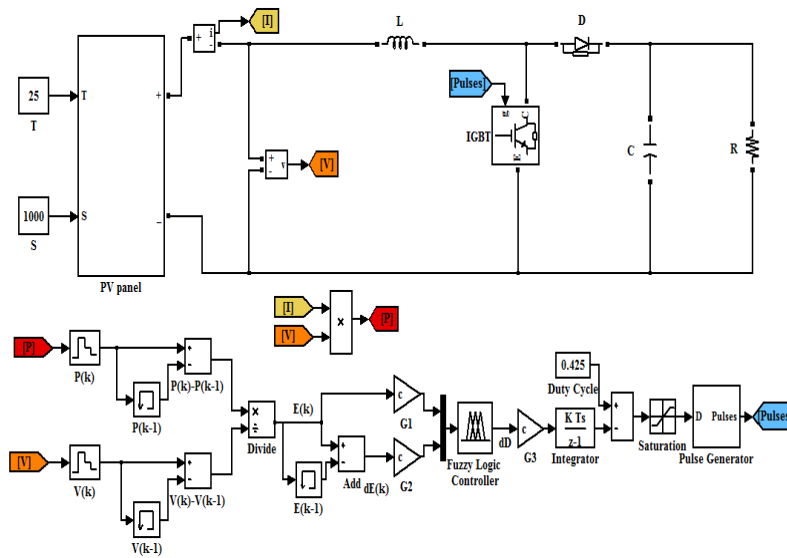 [I]
L
D
i
+
-
25
T
T
+
[Pulses]
g
C
IGBT
E
+
-
v
[V]
C
R
1000
S
S
−
PV panel
[I]
[V]
×
[P]
[P]
P(k)
+
-
P(k)-P(k-1)
P(k-1)
×
÷
Divide
E(k)
c
G1
0.425
Duty Cycle
+
-
[V]
V(k)
+
-
V(k)-V(k-1)
V(k-1)
E(k-1)
+
-
Add
dE(k)
c
G2
Fuzzy Logic
Controller
dD
c
G3
K Ts
z-1
Integrator
Saturation
D
Pulses
Pulse Generator
[Pulses